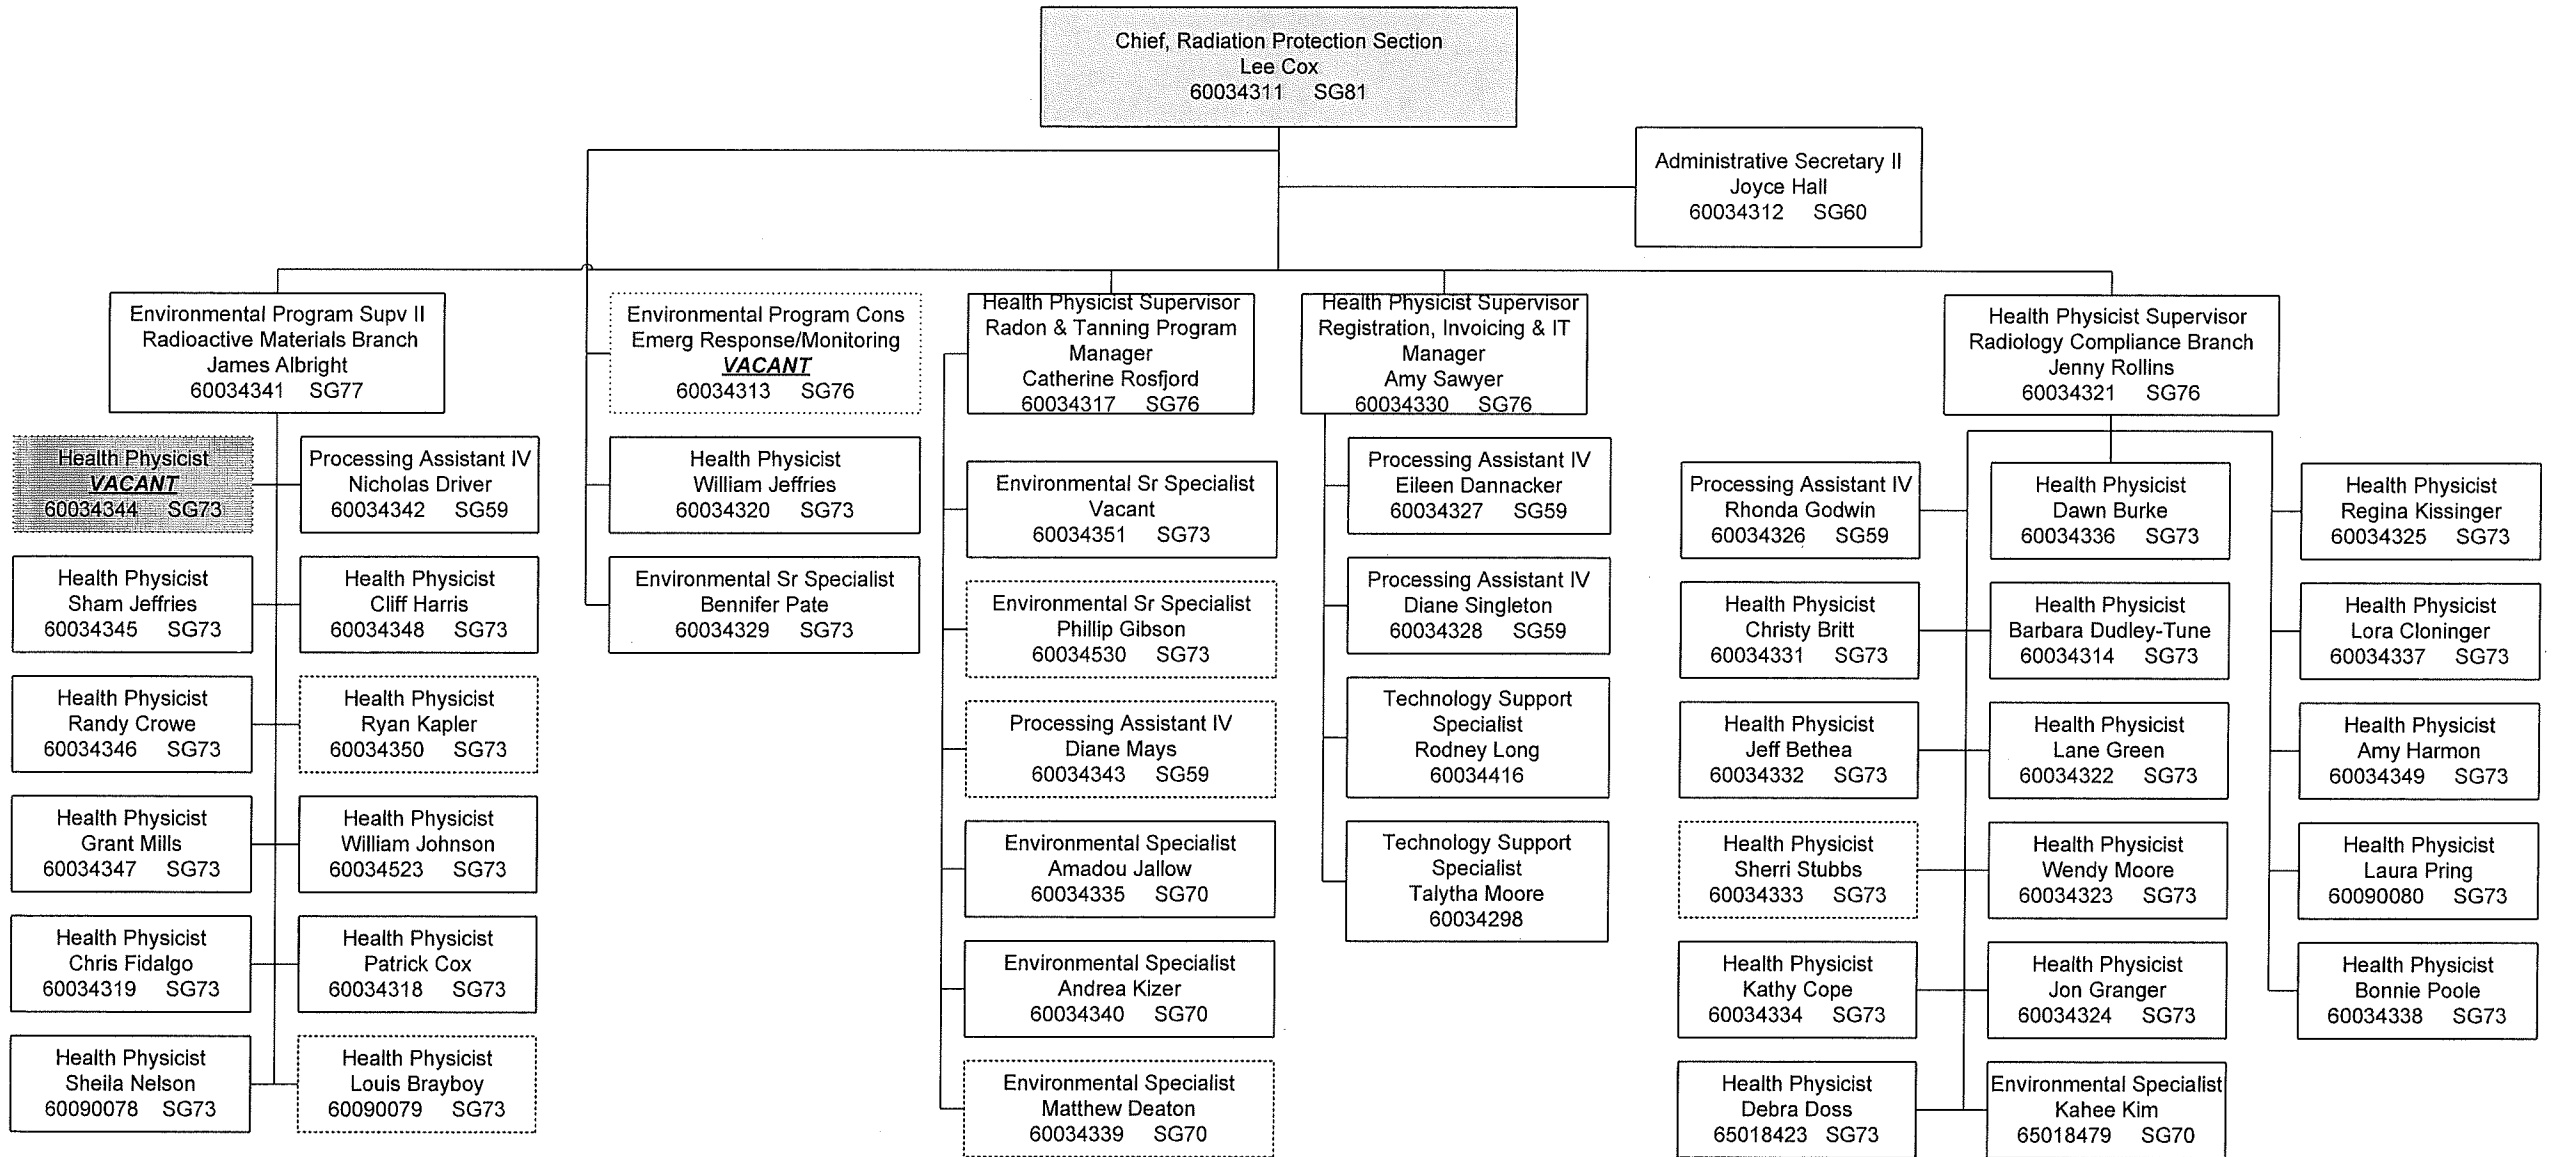 Chief, Radiation Protection Section
Lee Cox
60034311 SG81
Administrative Secretary II
Joyce Hall
60034312 SG60
Environmental Program Supv II
Radioactive Materials Branch
James Albright
60034341 SG77
Health Physicist
VACANT
60034344 SG73
Processing Assistant IV
Nicholas Driver
60034342 SG59
Health Physicist
Sham Jeffries
60034345 SG73
Health Physicist
Cliff Harris
60034348 SG73
Health Physicist
Randy Crowe
60034346 SG73
Health Physicist
Ryan Kapler
60034350 SG73
Health Physicist
Grant Mills
60034347 SG73
Health Physicist
William Johnson
60034523 SG73
Health Physicist
Chris Fidalgo
60034319 SG73
Health Physicist
Patrick Cox
60034318 SG73
Health Physicist
Sheila Nelson
60090078 SG73
Health Physicist
Louis Brayboy
60090079 SG73
Environmental Program Cons
Emerg Response/Monitoring
VACANT
60034313 SG76
Health Physicist
William Jeffries
60034320 SG73
Environmental Sr Specialist
Bennifer Pate
60034329 SG73
Health Physicist Supervisor
Radon & Tanning Program
Manager
Catherine Rosfjord
60034317 SG76
Environmental Sr Specialist
Vacant
60034351 SG73
Environmental Sr Specialist
Phillip Gibson
60034530 SG73
Processing Assistant IV
Diane Mays
60034343 SG59
Environmental Specialist
Amadou Jallow
60034335 SG70
Environmental Specialist
Andrea Kizer
60034340 SG70
Environmental Specialist
Matthew Deaton
60034339 SG70
Health Physicist Supervisor
Registration, Invoicing & IT
Manager
Amy Sawyer
60034330 SG76
Processing Assistant IV
Eileen Dannacker
60034327 SG59
Processing Assistant IV
Diane Singleton
60034328 SG59
Technology Support
Specialist
Rodney Long
60034416
Technology Support
Specialist
Talytha Moore
60034298
Health Physicist Supervisor
Radiology Compliance Branch
Jenny Rollins
60034321 SG76
Processing Assistant IV
Rhonda Godwin
60034326 SG59
Health Physicist
Dawn Burke
60034336 SG73
Health Physicist
Regina Kissinger
60034325 SG73
Health Physicist
Christy Britt
60034331 SG73
Health Physicist
Barbara Dudley-Tune
60034314 SG73
Health Physicist
Lora Cloninger
60034337 SG73
Health Physicist
Jeff Bethea
60034332 SG73
Health Physicist
Lane Green
60034322 SG73
Health Physicist
Amy Harmon
60034349 SG73
Health Physicist
Sherri Stubbs
60034333 SG73
Health Physicist
Wendy Moore
60034323 SG73
Health Physicist
Laura Pring
60090080 SG73
Health Physicist
Kathy Cope
60034334 SG73
Health Physicist
Jon Granger
60034324 SG73
Health Physicist
Bonnie Poole
60034338 SG73
Health Physicist
Debra Doss
65018423 SG73
Environmental Specialist
Kahee Kim
65018479 SG70